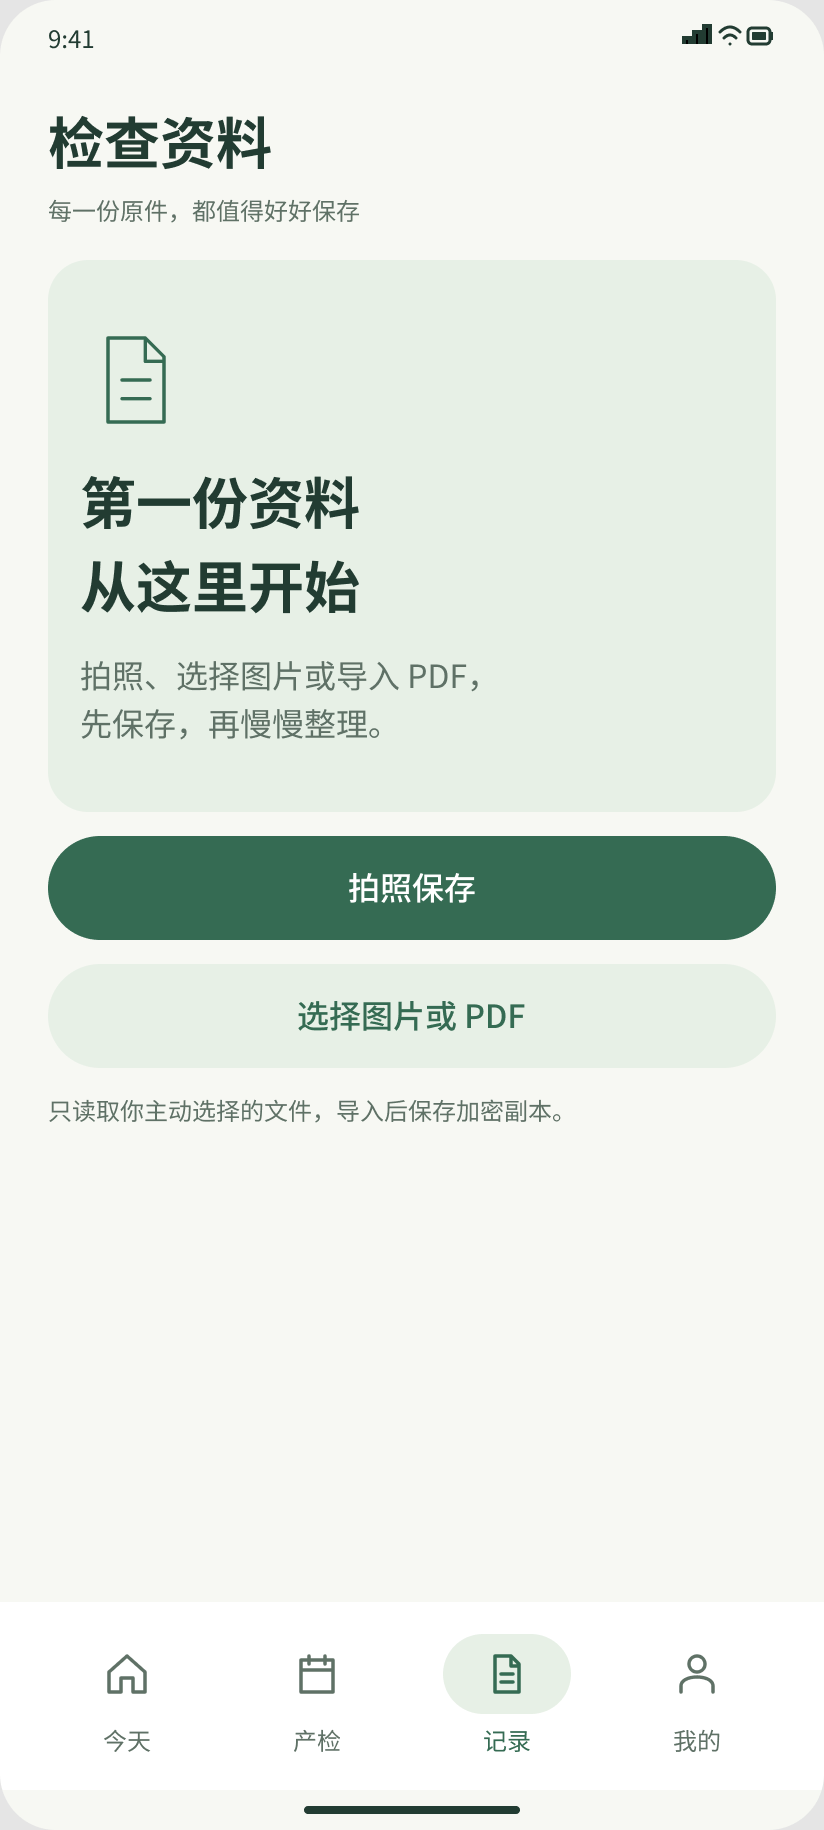 9:41
检查资料
每一份原件，都值得好好保存
第一份资料
从这里开始
拍照、选择图片或导入 PDF，
先保存，再慢慢整理。
拍照保存
选择图片或 PDF
只读取你主动选择的文件，导入后保存加密副本。
今天
产检
记录
我的